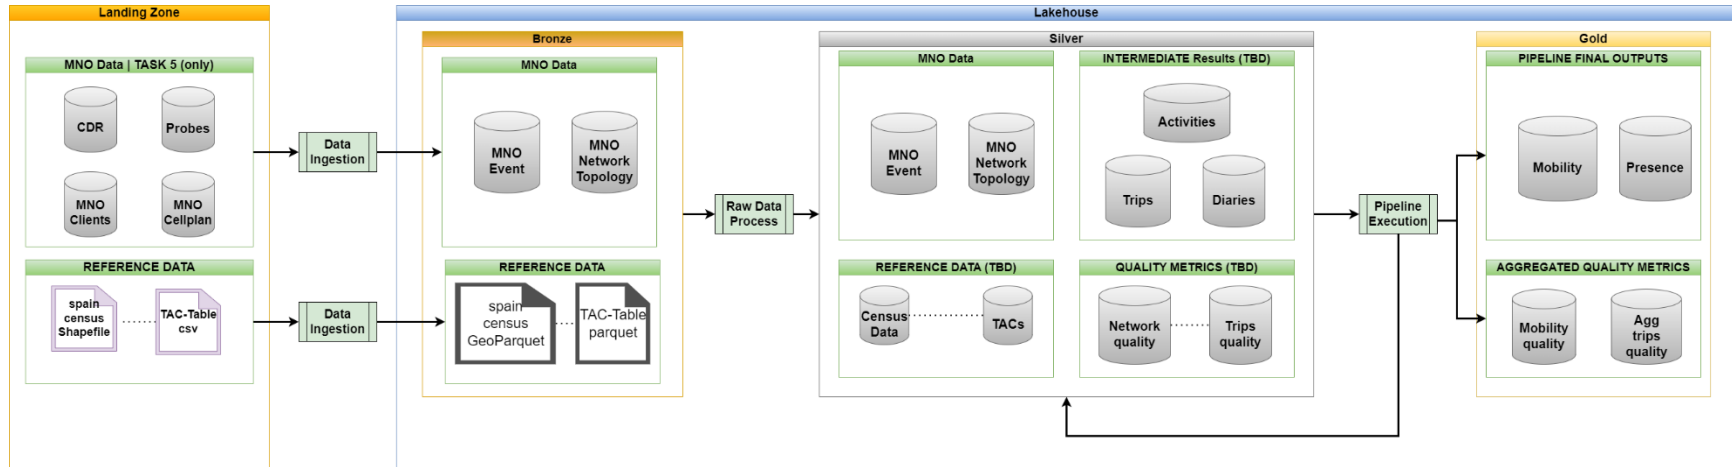 Landing Zone
MNO Data | TASK 5 (only)
CDR
Probes
MNO
Clients
MNO
Cellplan
REFERENCE DATA
spain
census
Shapefile
TAC-Table
csv
Data
Ingestion
Data
Ingestion
Lakehouse
Bronze
MNO Data
MNO
Event
MNO
Network
Topology
REFERENCE DATA
spain
census
GeoParquet
TAC-Table
parquet
Raw Data
Process
Silver
MNO Data
MNO
Event
MNO
Network
Topology
INTERMEDIATE Results (TBD)
Activities
Trips
Diaries
REFERENCE DATA (TBD)
Census
Data
TACs
QUALITY METRICS (TBD)
Network
quality
Trips
quality
Pipeline
Execution
Gold
PIPELINE FINAL OUTPUTS
Mobility
Presence
AGGREGATED QUALITY METRICS
Mobility
quality
Agg
trips
quality